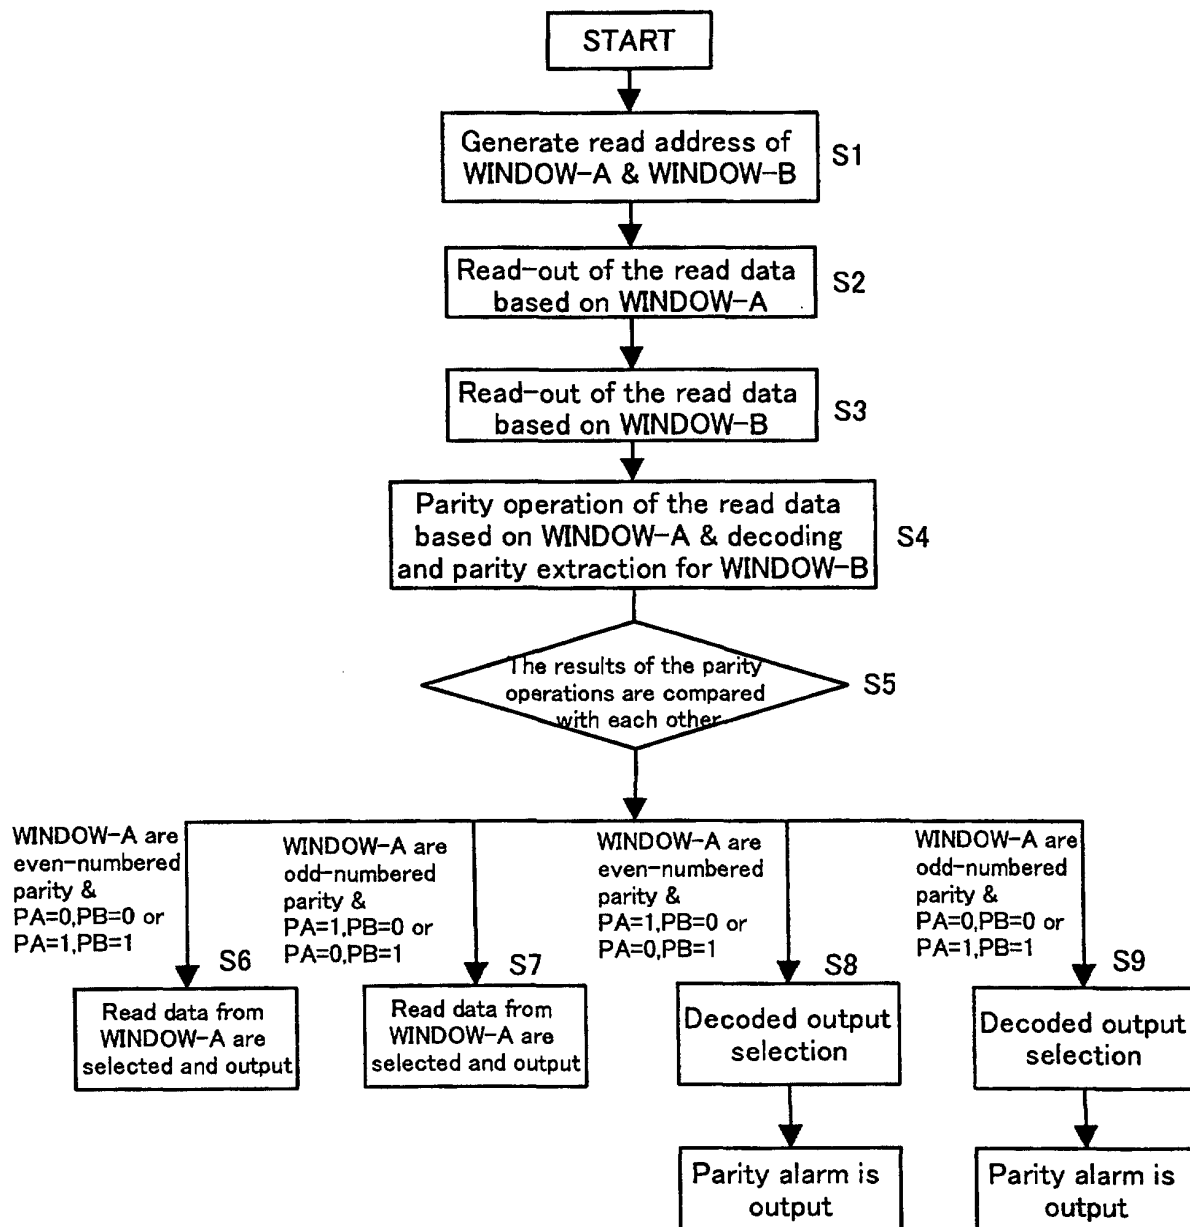 START
Generate read address of
WINDOW-A & WINDOW-B
S1
Read-out of the read data
based on WINDOW-A
S2
Read-out of the read data
based on WINDOW-B
S3
Parity operation of the read data
based on WINDOW-A & decoding
and parity extraction for WINDOW-B
S4
The results of the parity
operations are compared
with each other
S5
WINDOW-A are
even-numbered
parity &
PA=0,PB=0 or
PA=1,PB=1
WINDOW-A are
odd-numbered
parity &
PA=1,PB=0 or
PA=0,PB=1
WINDOW-A are
even-numbered
parity &
PA=1,PB=0 or
PA=0,PB=1
WINDOW-A are
odd-numbered
parity &
PA=0,PB=0 or
PA=1,PB=1
S6
Read data from
WINDOW-A are
selected and output
S7
Read data from
WINDOW-A are
selected and output
S8
Decoded output
selection
S9
Decoded output
selection
Parity alarm is
output
Parity alarm is
output